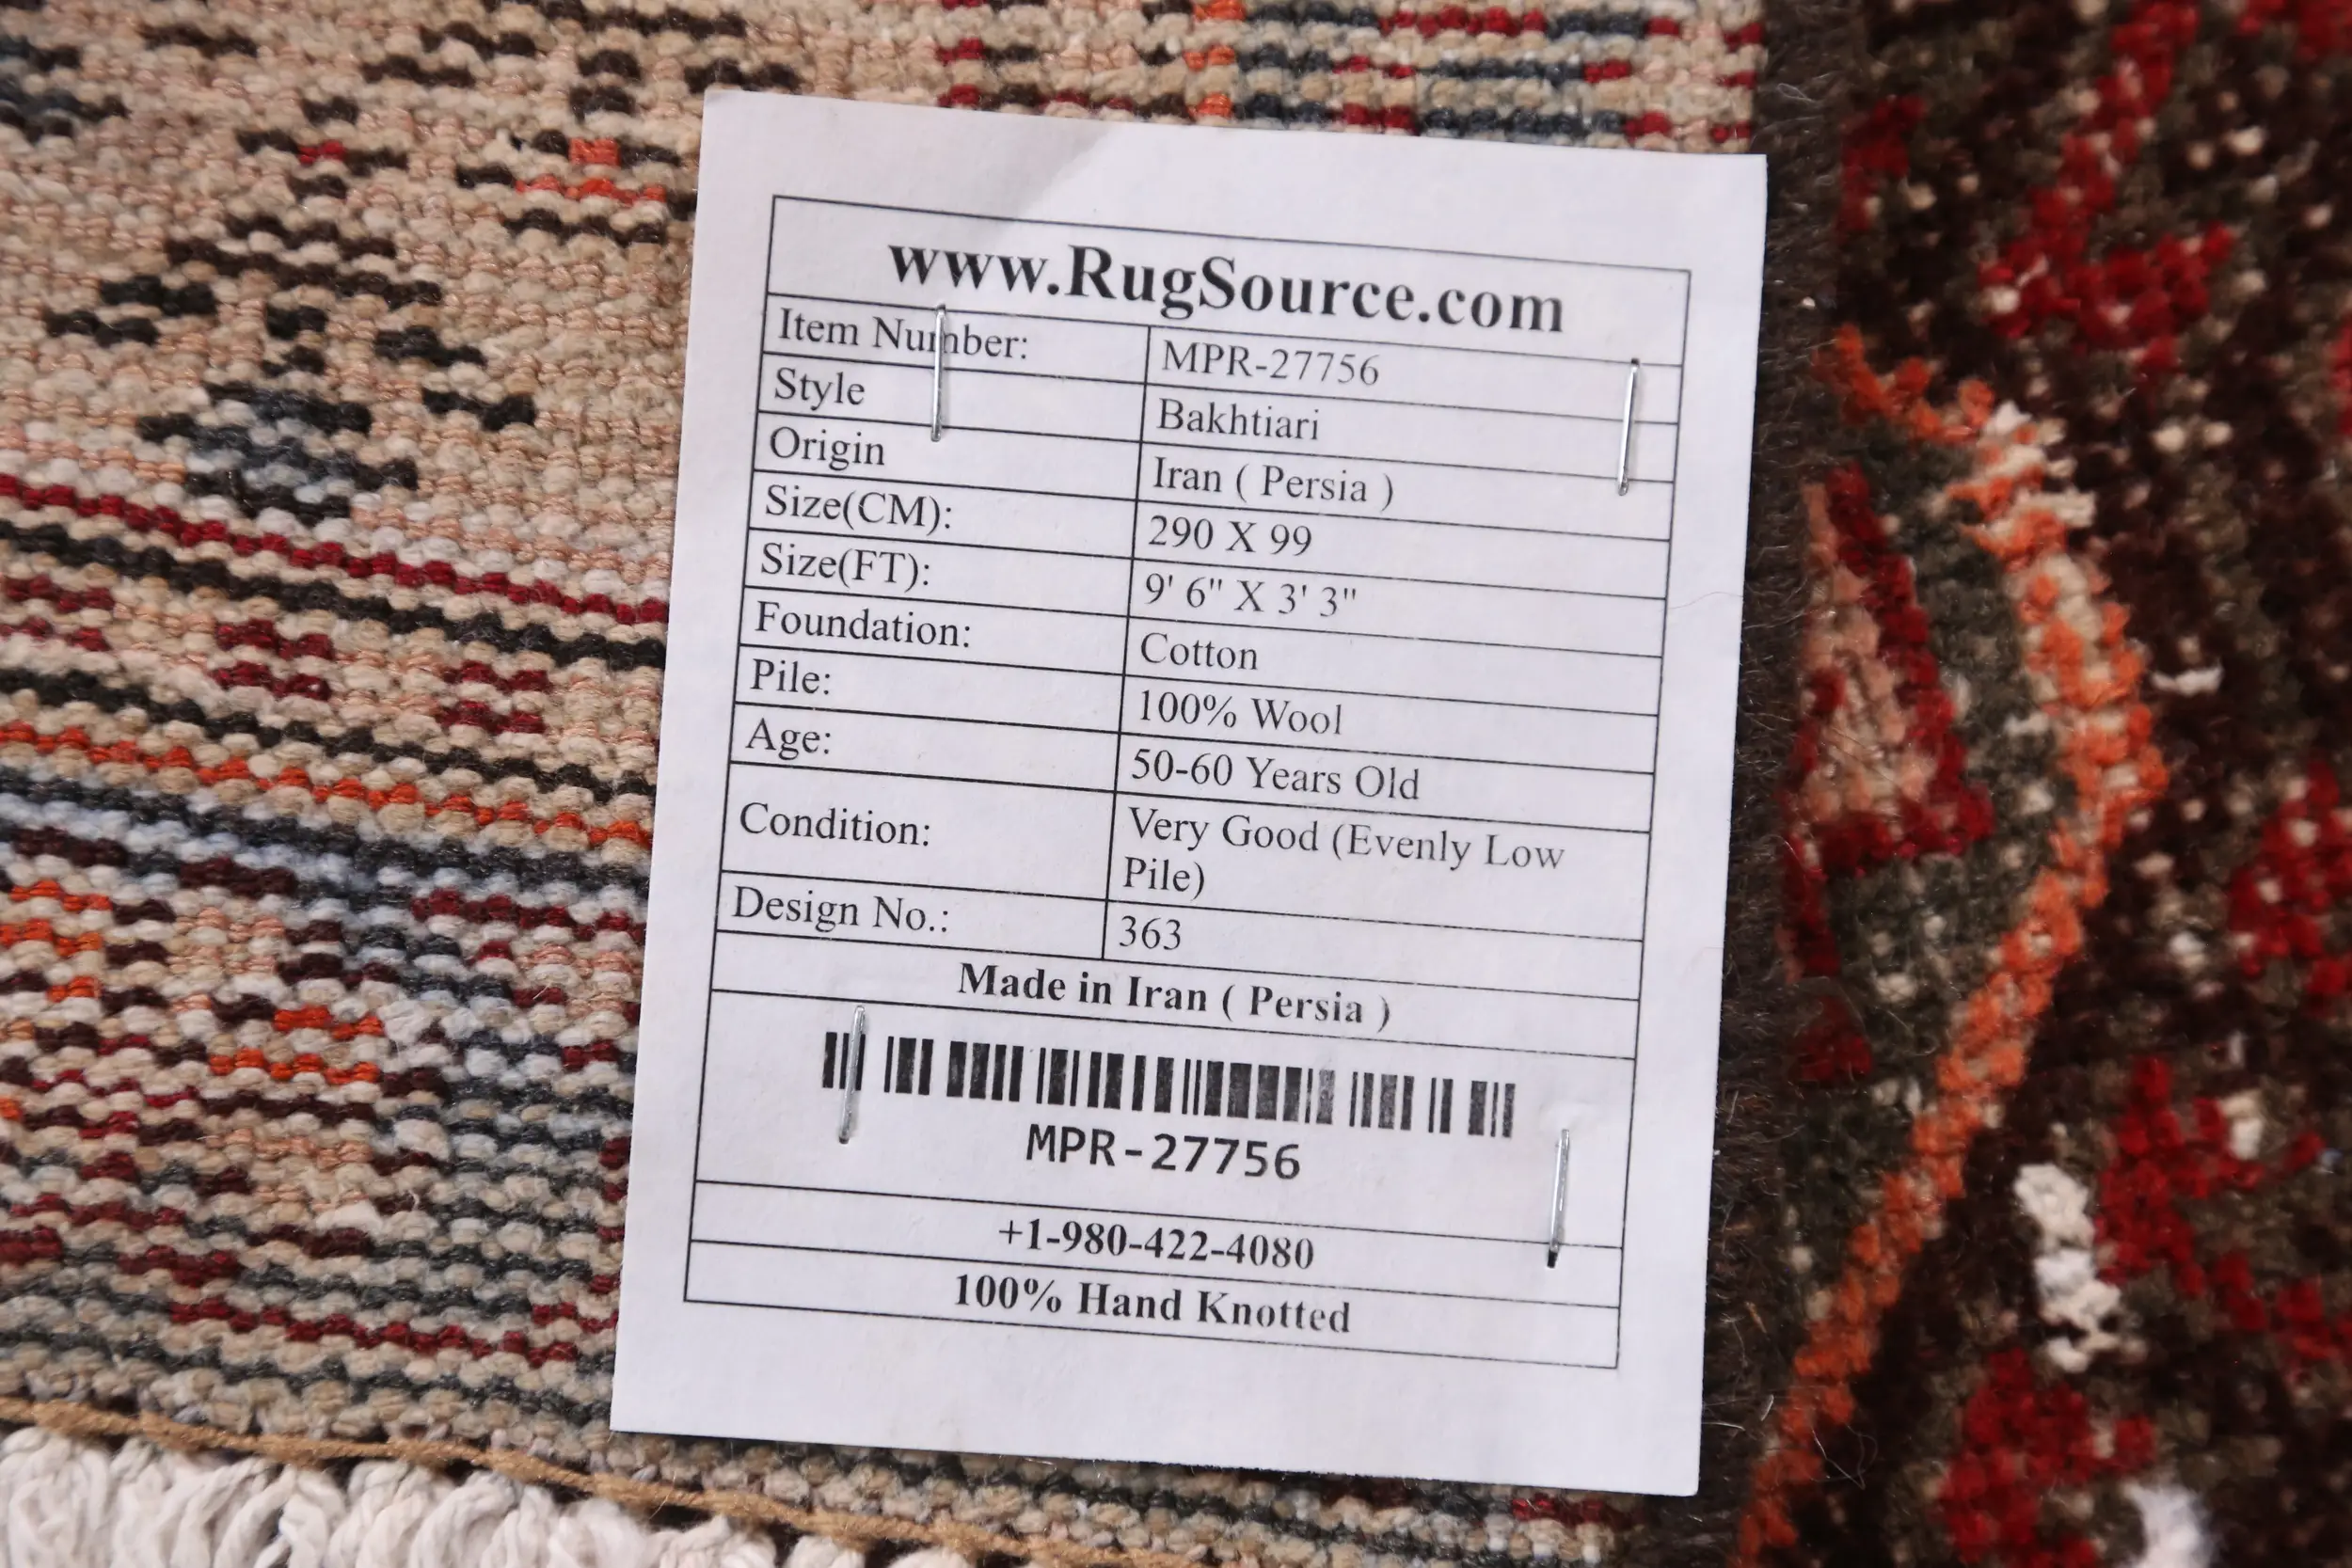 www.RugSource.com
Item Number: MPR-27756
Style Bakhtiari
Origin Iran ( Persia )
Size(CM): 290 X 99
Size(FT): 9' 6" X 3' 3"
Foundation: Cotton
Pile: 100% Wool
Age: 50-60 Years Old
Condition: Very Good (Evenly Low
Pile)
Design No.: 363
Made in Iran ( Persia )
MPR-27756
+1-980-422-4080
100% Hand Knotted